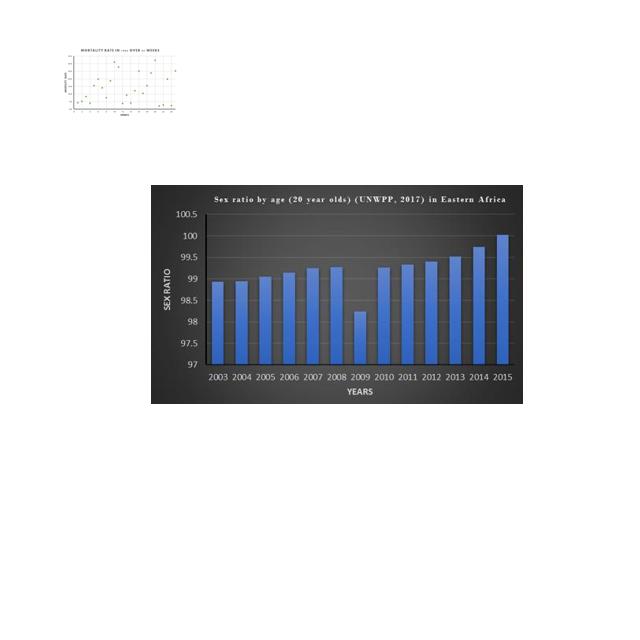 MORTALITY RATE IN OVER WEEKS
Sex ratio by age (20 year olds) (UNWPP, 2017) in Eastern Africa
100.5
100
99.5
99
98.5
98
97.5
97
SEX RATIO
2003 2004 2005 2006 2007 2008 2009 2010 2011 2012 2013 2014 2015
YEARS